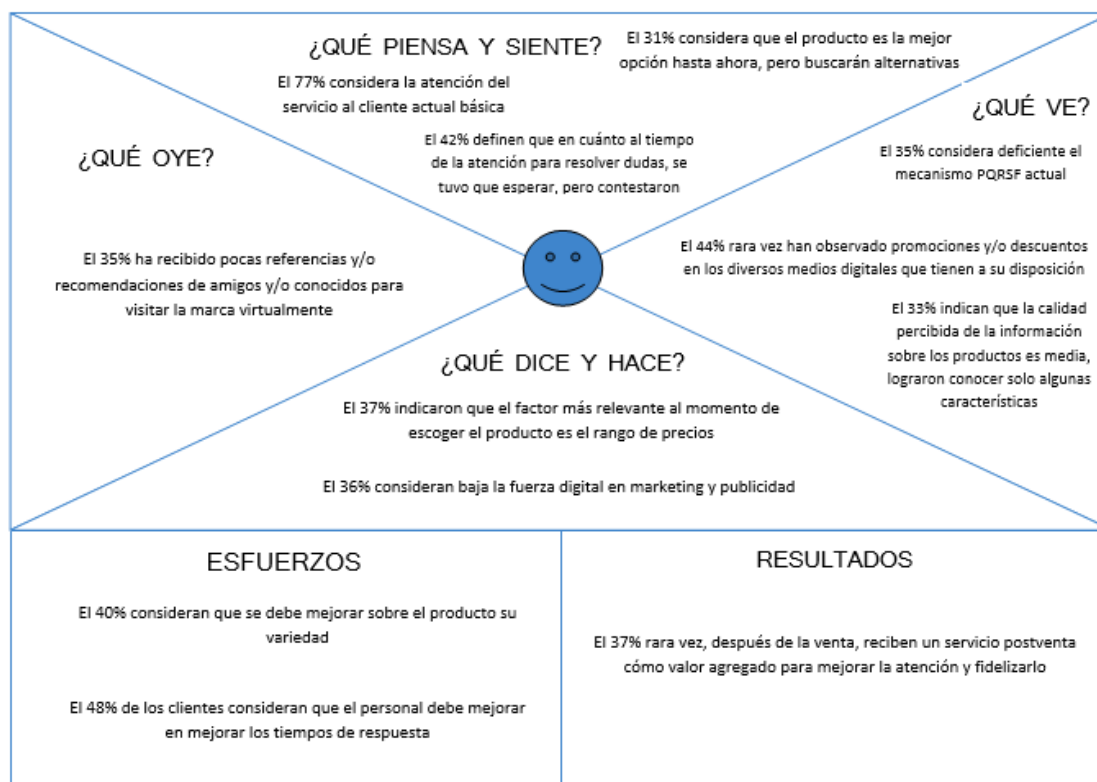 ¿QUÉ PIENSA Y SIENTE?
El 77% considera la atención del
servicio al cliente actual básica
El 31% considera que el producto es la mejor
opción hasta ahora, pero buscarán alternativas
El 42% definen que en cuánto al tiempo
de la atención para resolver dudas, se
tuvo que esperar, pero contestaron
¿QUÉ OYE?
El 35% ha recibido pocas referencias y/o
recomendaciones de amigos y/o conocidos para
visitar la marca virtualmente
¿QUÉ VE?
El 35% considera deficiente el
mecanismo PQRSF actual
El 44% rara vez han observado promociones y/o descuentos
en los diversos medios digitales que tienen a su disposición
El 33% indican que la calidad
percibida de la información
sobre los productos es media,
lograron conocer solo algunas
características
¿QUÉ DICE Y HACE?
El 37% indicaron que el factor más relevante al momento de
escoger el producto es el rango de precios
El 36% consideran baja la fuerza digital en marketing y publicidad
ESFUERZOS
El 40% consideran que se debe mejorar sobre el producto su
variedad
El 48% de los clientes consideran que el personal debe mejorar
en mejorar los tiempos de respuesta
RESULTADOS
El 37% rara vez, después de la venta, reciben un servicio postventa
cómo valor agregado para mejorar la atención y fidelizarlo